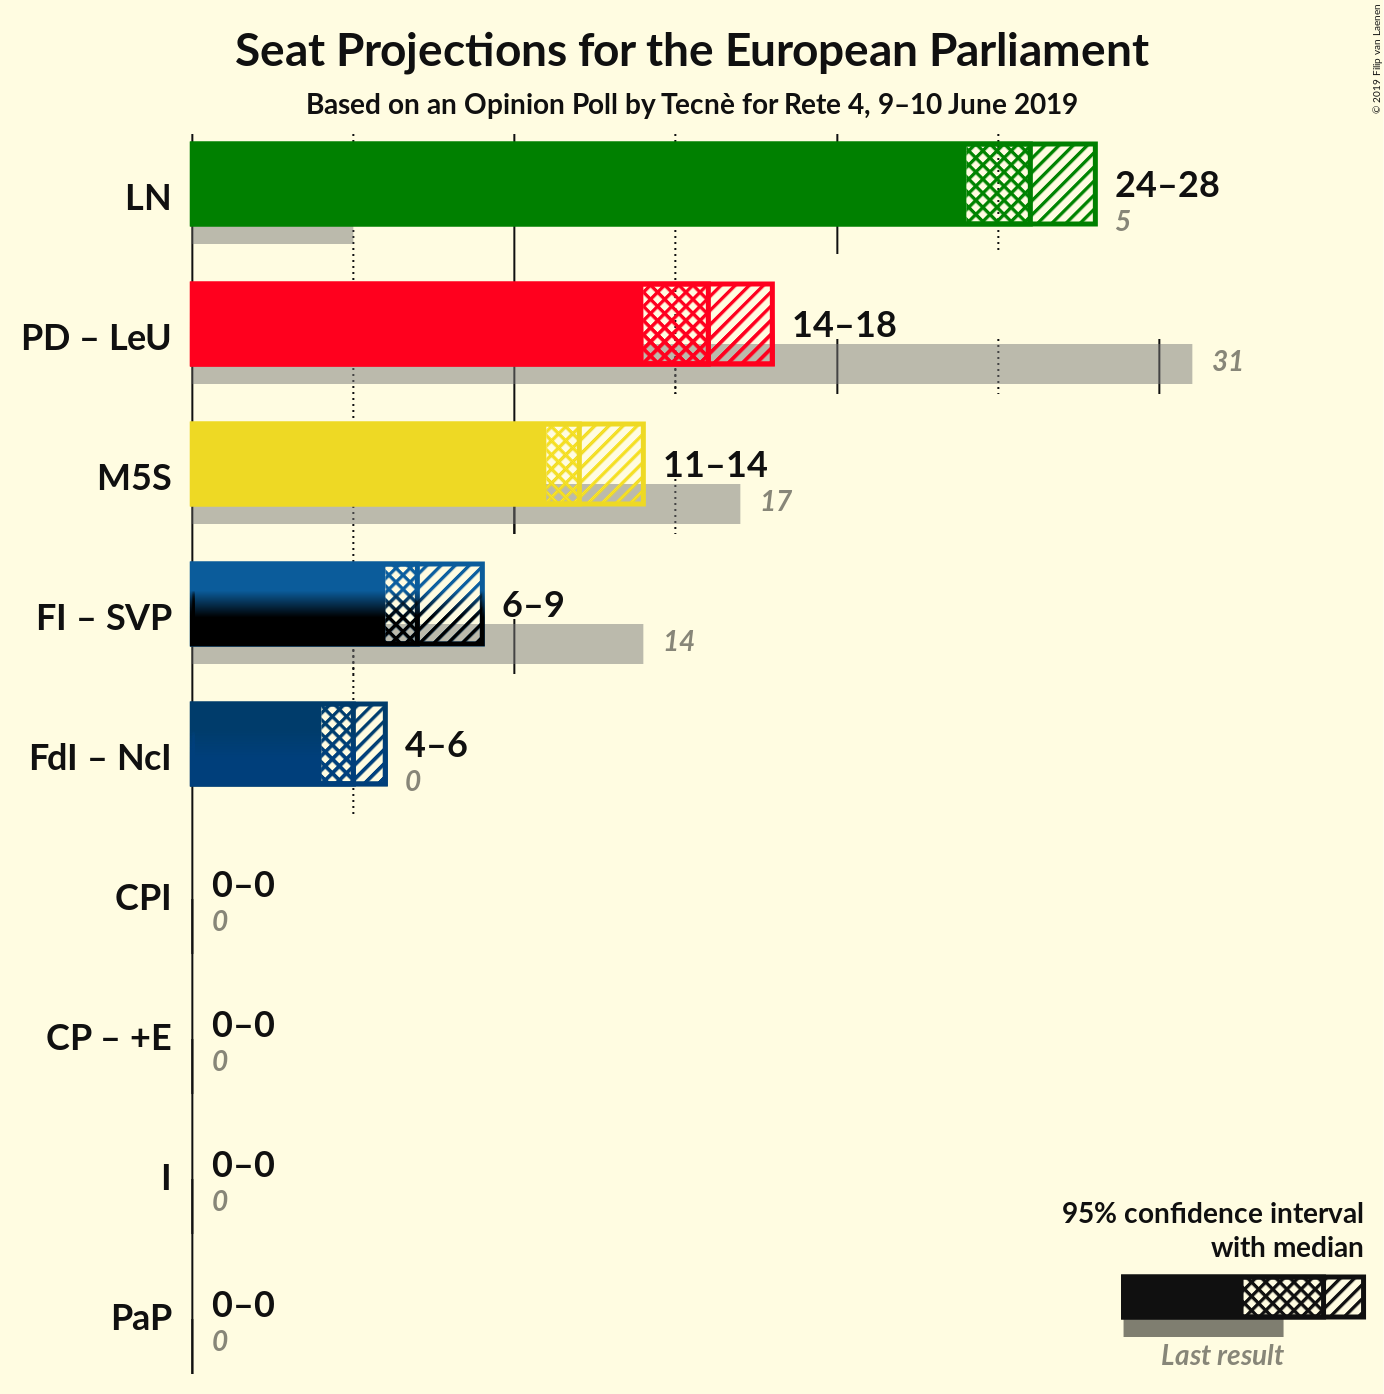 Seat Projections for the European Parliament
Based on an Opinion Poll by Tecnè for Rete 4, 9–10 June 2019
© 2019 Filip van Laenen
LN
24–28
5
PD – LeU
14–18
31
M5S
11–14
17
FI – SVP
6–9
14
FdI – NcI
4–6
0
CPI
0–0
0
CP – +E
0–0
0
I
0–0
0
PaP
0–0
0
95% confidence interval
with median
Last result